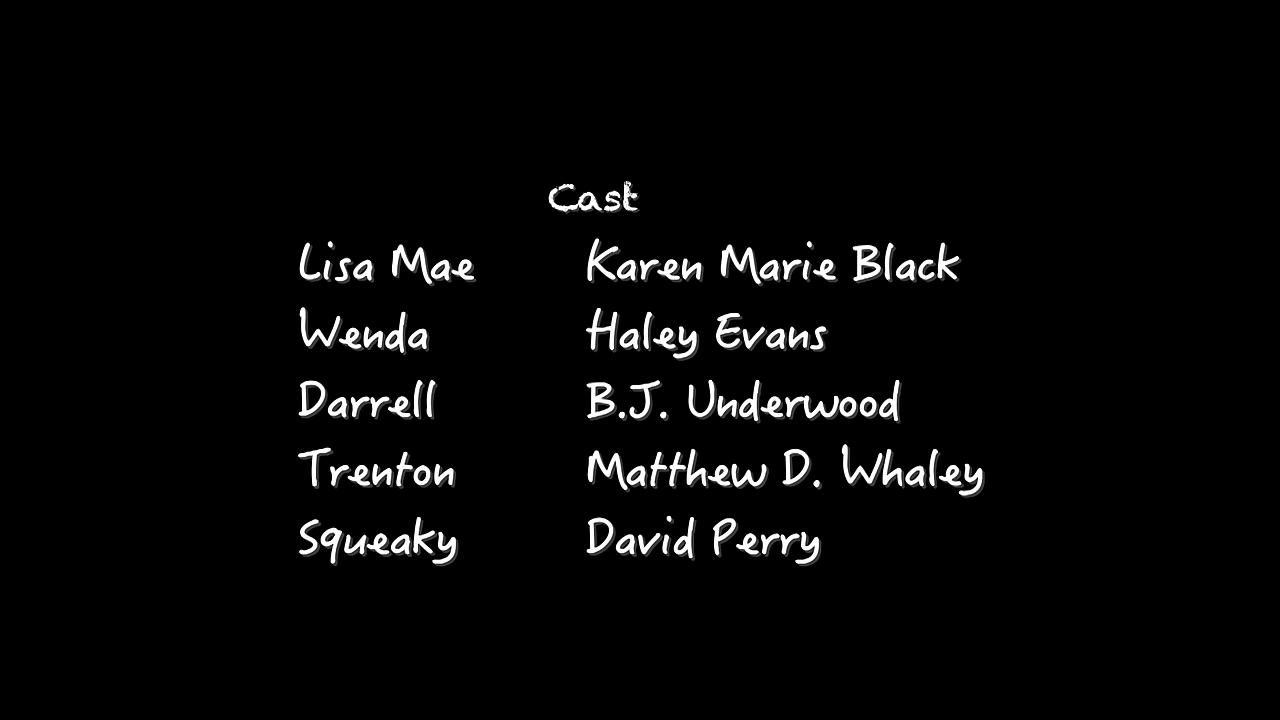 Cast
Lisa Mae Karen Marie Black
Wenda Haley Evans
Darrell B.J. Underwood
Trenton Matthew D. Whaley
Squeaky David Perry